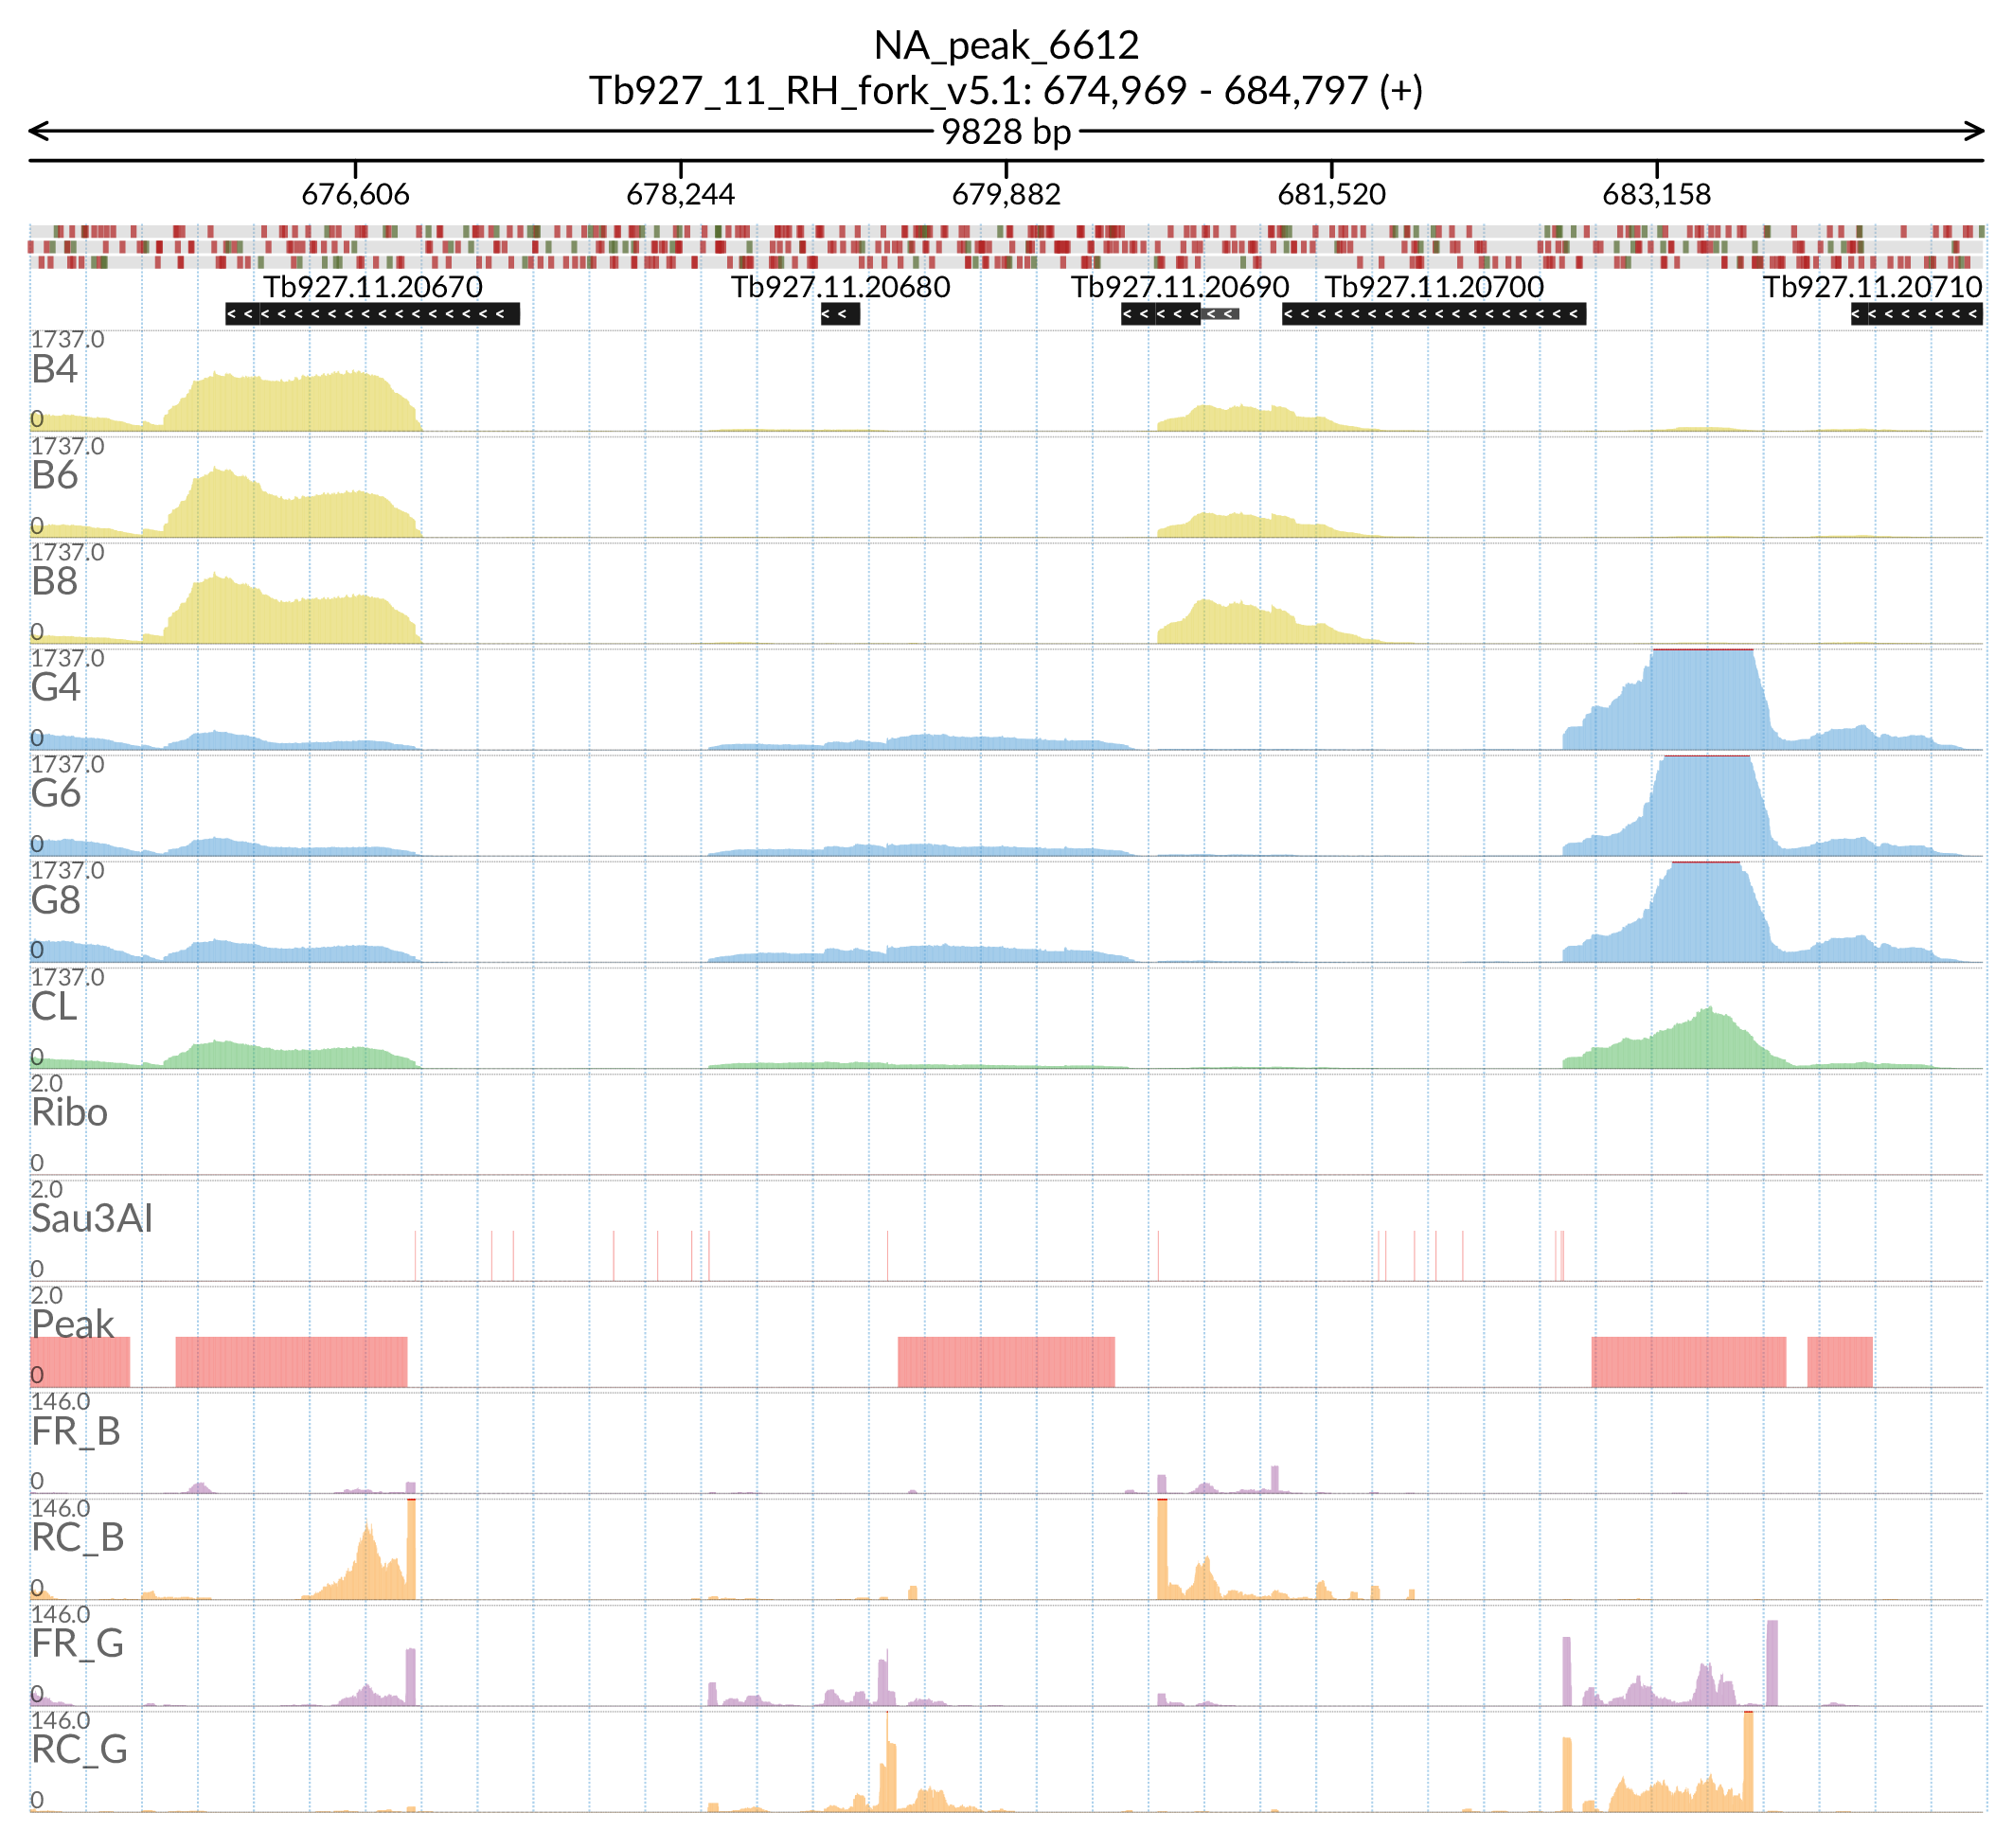 NA_peak_6612
Tb927_11_RH_fork_v5.1: 674,969 - 684,797 (+)
9828 bp
676,606 678,244 679,882 681,520 683,158
Tb927.11.20670 Tb927.11.20680 Tb927.11.20690 Tb927.11.20700 Tb927.11.20710
1737.0
B4
0
1737.0
B6
0
1737.0
B8
0
1737.0
G4
0
1737.0
G6
0
1737.0
G8
0
1737.0
CL
0
2.0
Ribo
0
2.0
Sau3AI
0
2.0
Peak
0
146.0
FR_B
0
146.0
RC_B
0
146.0
FR_G
0
146.0
RC_G
0